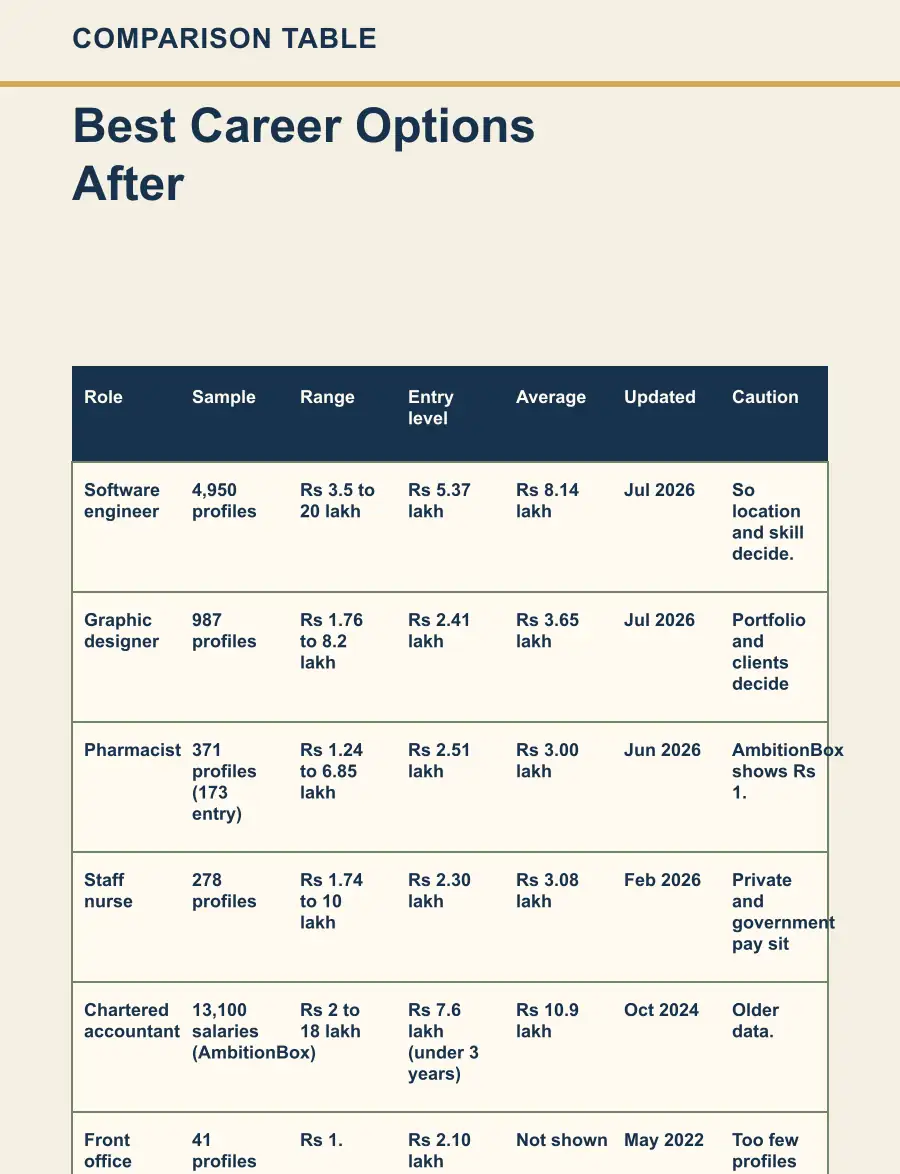 COMPARISON TABLE
Best Career Options
After
Role Sample Range Entry level Average Updated Caution
Software engineer 4,950 profiles Rs 3.5 to 20 lakh Rs 5.37 lakh Rs 8.14 lakh Jul 2026 So location and skill decide.
Graphic designer 987 profiles Rs 1.76 to 8.2 lakh Rs 2.41 lakh Rs 3.65 lakh Jul 2026 Portfolio and clients decide
Pharmacist 371 profiles (173 entry) Rs 1.24 to 6.85 lakh Rs 2.51 lakh Rs 3.00 lakh Jun 2026 AmbitionBox shows Rs 1.
Staff nurse 278 profiles Rs 1.74 to 10 lakh Rs 2.30 lakh Rs 3.08 lakh Feb 2026 Private and government pay sit
Chartered accountant 13,100 salaries (AmbitionBox) Rs 2 to 18 lakh Rs 7.6 lakh (under 3 years) Rs 10.9 lakh Oct 2024 Older data.
Front office 41 profiles Rs 1. Rs 2.10 lakh Not shown May 2022 Too few profiles